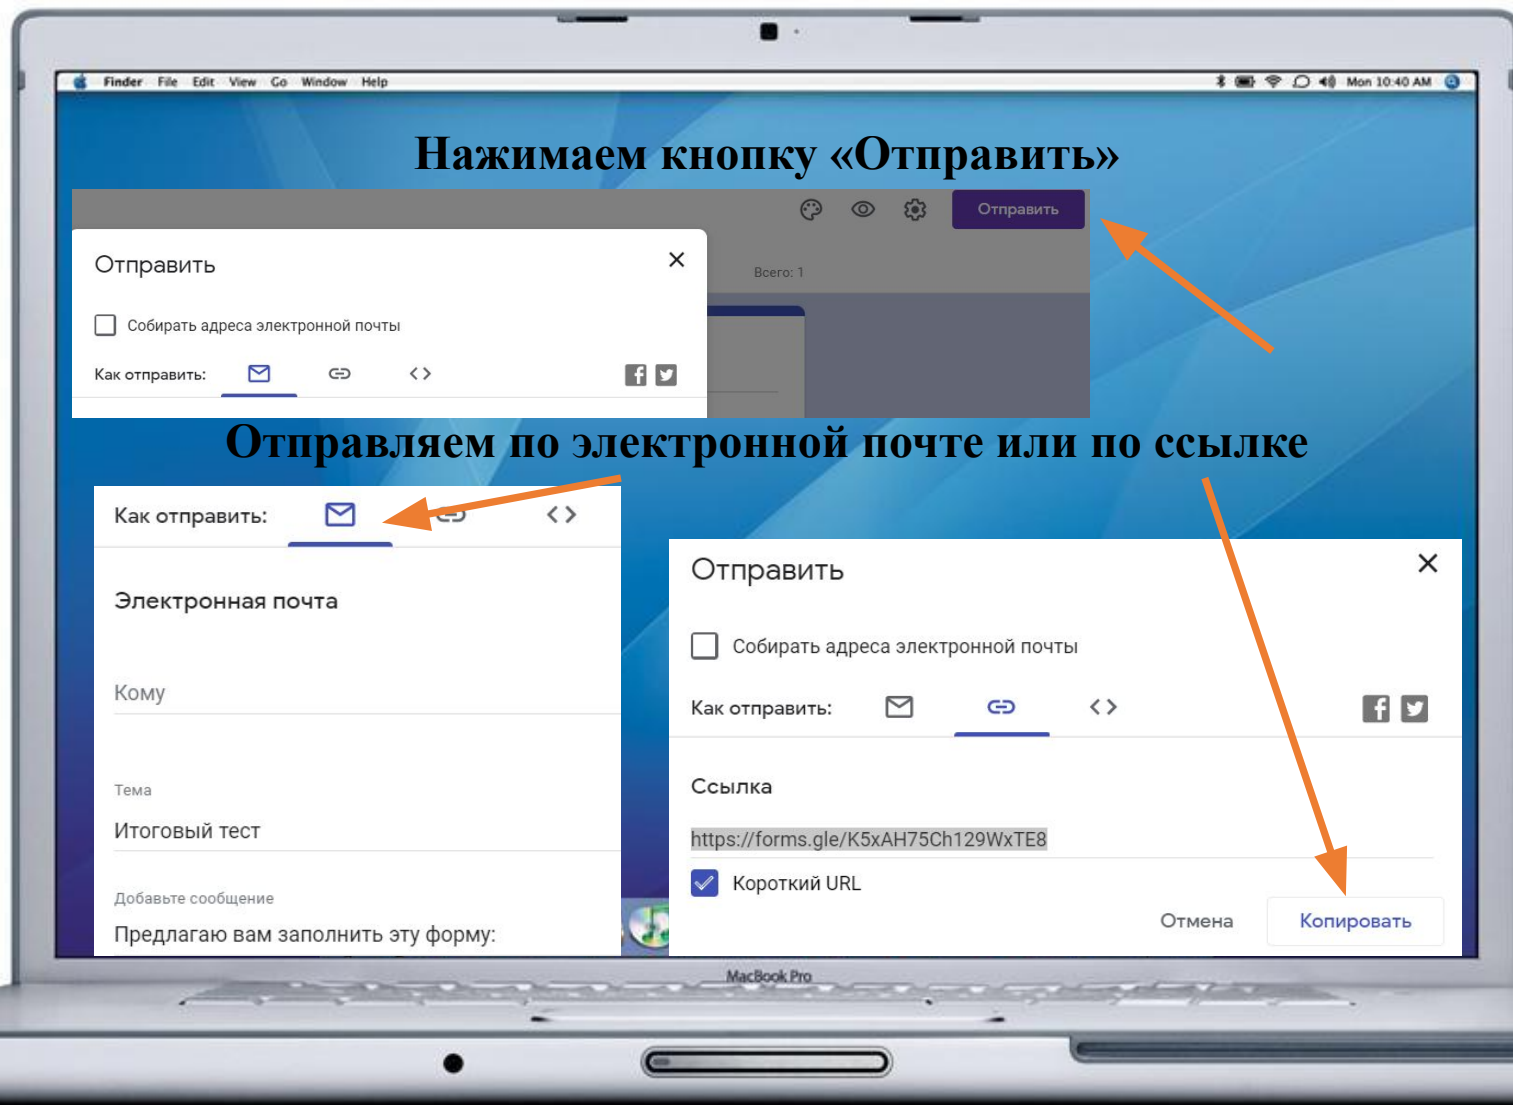 Finder File Edit View Go Window Help
Mon 10:40 AM
Нажимаем кнопку «Отправить»
Отправить
Отправить
Всего: 1
Собирать адреса электронной почты
Как отправить:
Отправляем по электронной почте или по ссылке
Как отправить:
Электронная почта
Кому
Тема
Итоговый тест
Добавьте сообщение
Предлагаю вам заполнить эту форму:
Отправить
Собирать адреса электронной почты
Как отправить:
Ссылка
https://forms.gle/K5xAH75Ch129WxTE8
Короткий URL
Отмена
Копировать
MacBook Pro